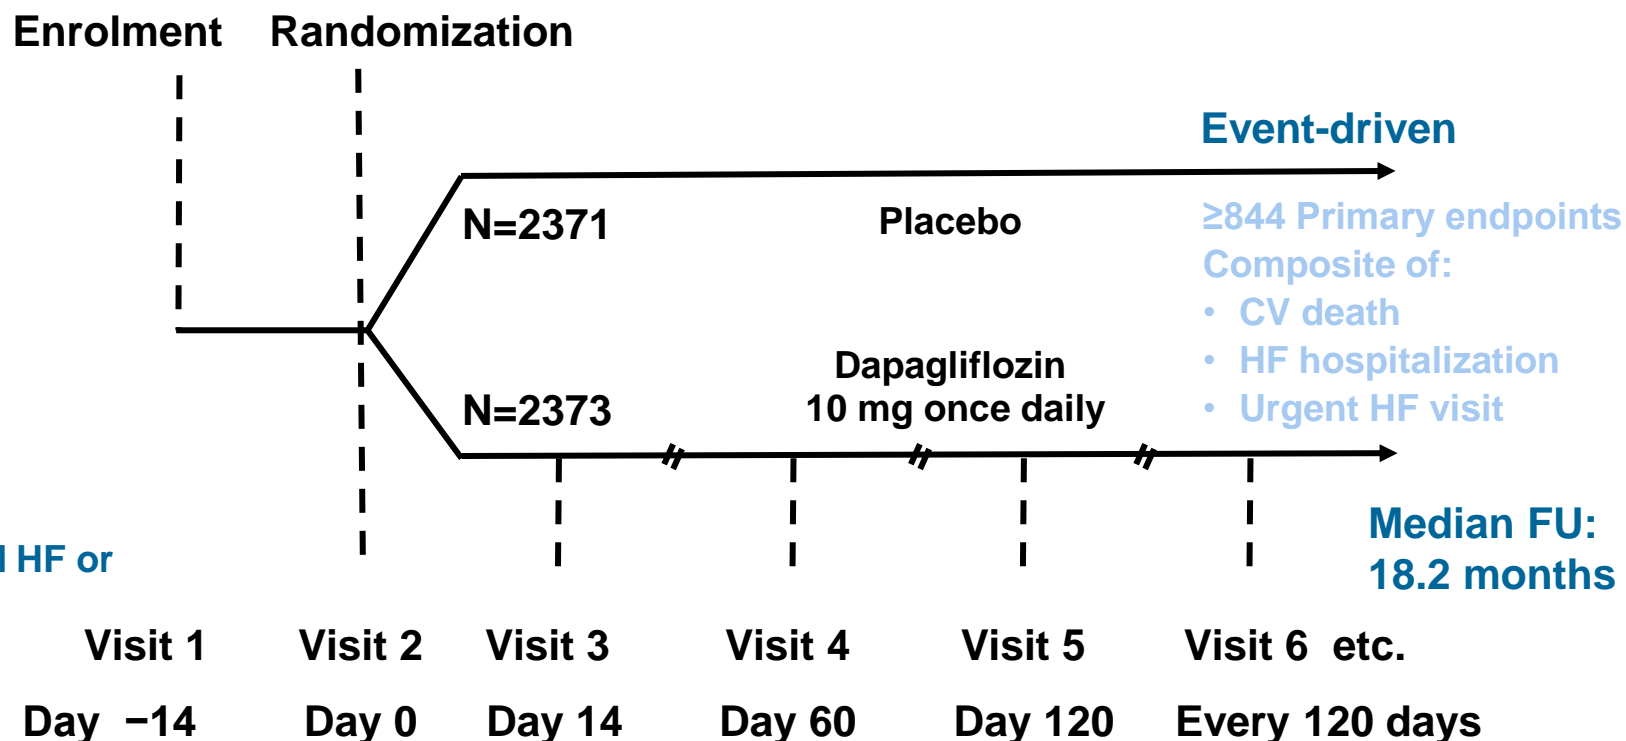 Enrolment Randomization
Event-driven
N=2371
Placebo
≥844 Primary endpoints
Composite of:
• CV death
• HF hospitalization
• Urgent HF visit
Dapagliflozin
10 mg once daily
N=2373
HF or
Median FU:
18.2 months
Visit 1 Visit 2 Visit 3 Visit 4 Visit 5 Visit 6 etc.
Day −14 Day 0 Day 14 Day 60 Day 120 Every 120 days